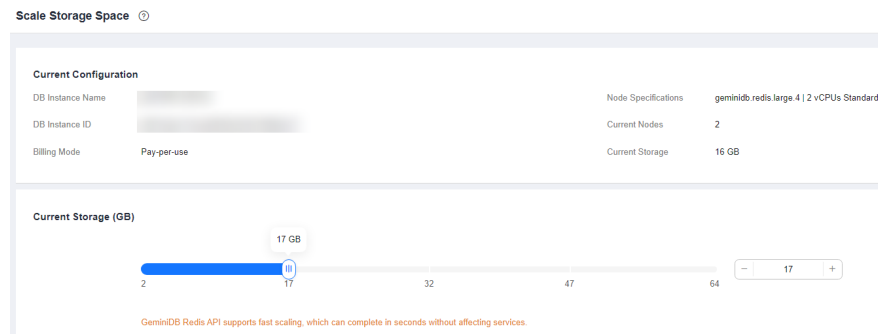 Scale Storage Space ?
Current Configuration
DB Instance Name
Node Specifications geminidb.redis.large.4 | 2 vCPUs Standard
DB Instance ID
Current Nodes 2
Billing Mode Pay-per-use
Current Storage 16 GB
Current Storage (GB)
17 GB
− 17 +
2 17 32 47 64
GeminiDB Redis API supports fast scaling, which can complete in seconds without affecting services.